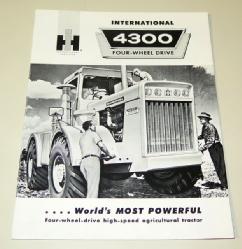 INTERNATIONAL
4300
FOUR-WHEEL DRIVE
....World's MOST POWERFUL
four-wheel-drive high-speed agricultural tractor